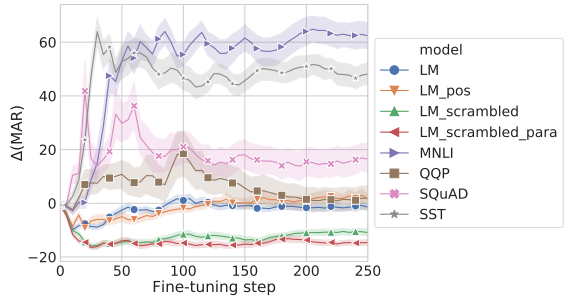 60
40
20
0
−20
Δ(MAR)
0
50
100
150
200
250
Fine-tuning step
model
LM
LM_pos
LM_scrambled
LM_scrambled_para
MNLI
QQP
SQuAD
SST